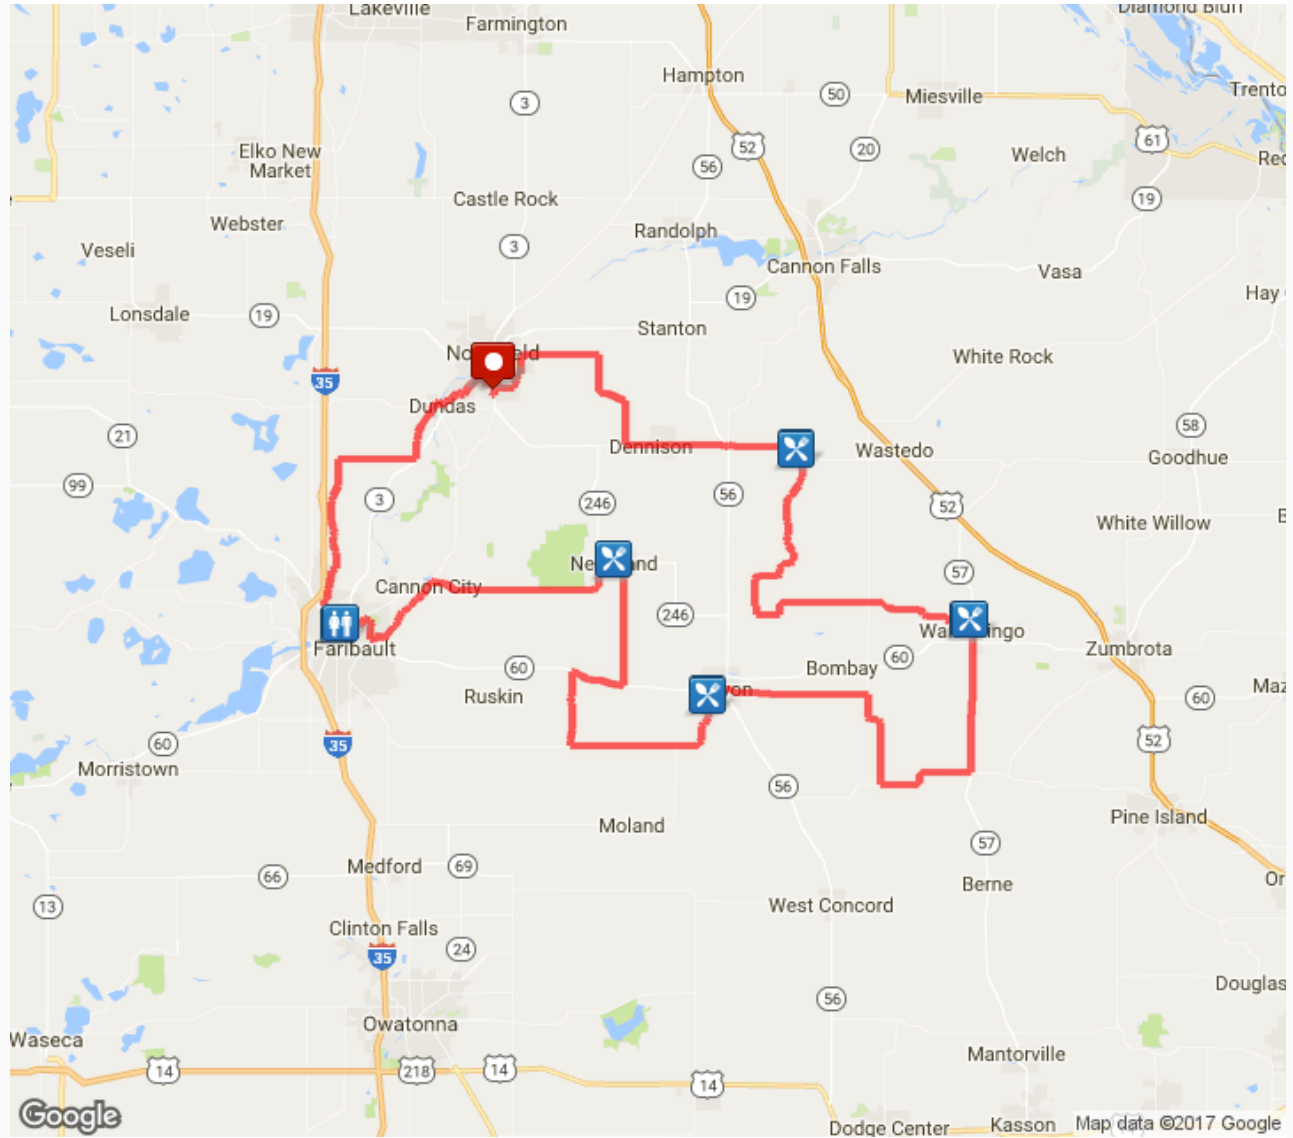 Lakeville
Farmington
Diamond Bluff
Hampton
Miesville
Trento
3
50
52
61
Elko New
Market
56
20
Welch
Red
Castle Rock
19
Webster
Randolph
Veseli
3
Cannon Falls
Vasa
Hay
Lonsdale
19
19
Stanton
White Rock
35
Dundas
21
58
Dennison
Wastedo
Goodhue
99
3
246
56
52
White Willow
57
Cannon City
246
Faribault
Bombay
60
Zumbrota
60
Ruskin
60
Maz
60
35
52
Morristown
56
Moland
Pine Island
57
Medford
69
66
Berne
Or
13
West Concord
Clinton Falls
24
35
Douglas
56
Owatonna
Waseca
Mantorville
14
218
14
14
Google
Dodge Center
Kasson
Map data ©2017 Google